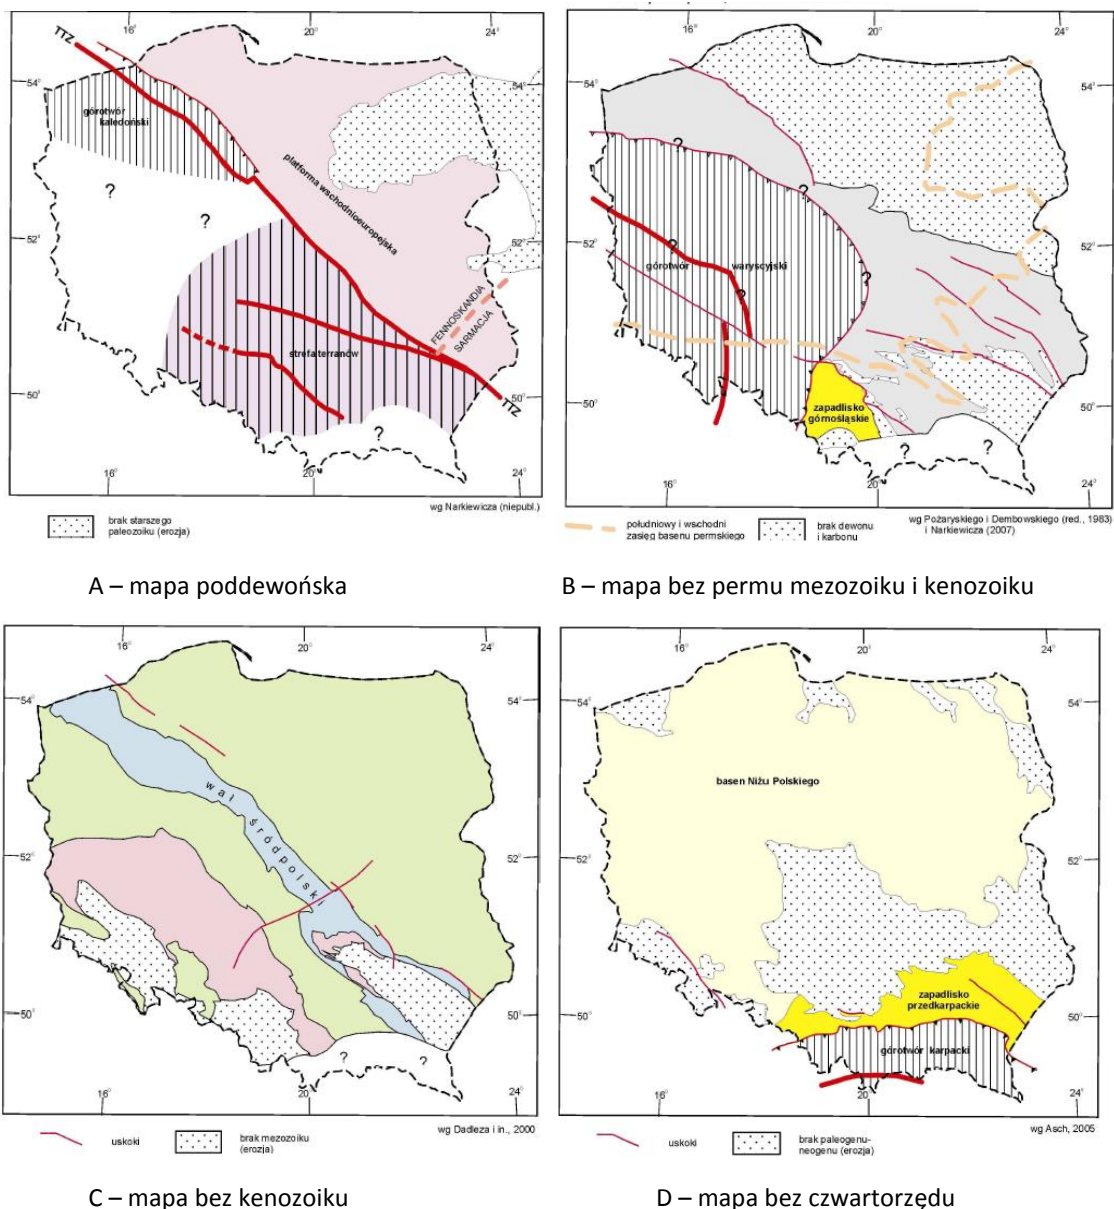 16°
20°
24°
TTZ
54°
54°
górotwór
kaledoński
platforma wschodnioeuropejska
?
?
52°
52°
FENNOSKANDIA
SARMACJA
strefa terranów
50°
50°
TTZ
?
16°
20°
24°
wg Narkiewicza (niepubl.)
brak starszego
paleozoiku (erozja)
A – mapa poddewońska
16°
20°
24°
54°
54°
?
?
52°
52°
?
górotwór
waryscyjski
?
?
50°
50°
zapadlisko
górnośląskie
?
?
16°
20°
24°
wg Pożaryskiego i Dembowskiego (red., 1983)
i Narkiewicza (2007)
południowy i wschodni
zasięg basenu permskiego
brak dewonu
i karbonu
B – mapa bez permu mezozoiku i kenozoiku
16°
20°
24°
54°
54°
wał śródpolski
52°
52°
50°
50°
?
?
16°
20°
24°
wg Dadleza i in., 2000
uskoki
brak mezozoiku
(erozja)
C – mapa bez kenozoiku
16°
20°
24°
54°
54°
basen Niżu Polskiego
52°
52°
zapadlisko
przedkarpackie
50°
50°
górotwór karpacki
16°
20°
24°
wg Asch, 2005
uskoki
brak paleogenu-
neogenu (erozja)
D – mapa bez czwartorzędu